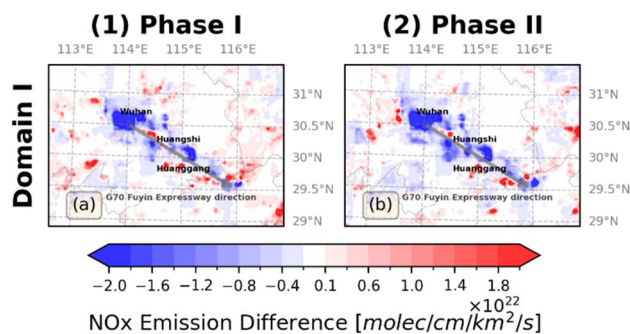 (1) Phase I
(2) Phase II
113°E 114°E 115°E 116°E
113°E 114°E 115°E 116°E
Domain I
Wuhan
Huangshi
Huanggang
G70 Fuyin Expressway direction
(a)
31°N
30.5°N
30°N
29.5°N
29°N
Wuhan
Huangshi
Huanggang
G70 Fuyin Expressway direction
(b)
31°N
30.5°N
30°N
29.5°N
29°N
−2.0 −1.6 −1.2 −0.8 −0.4 0.1 0.4 1.0 1.2 1.8
×10²²
NOx Emission Difference [molec/cm/km²/s]